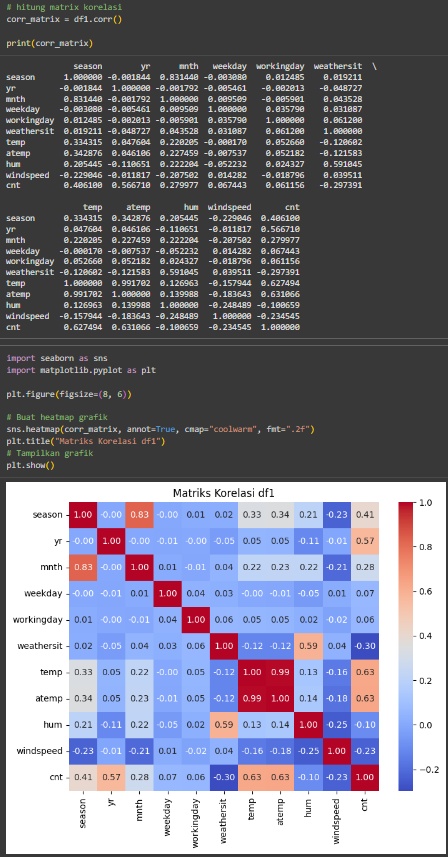 # hitung matrix korelasi
corr_matrix = df1.corr()
print(corr_matrix)
season yr mnth weekday workingday weathersit \
season 1.000000 -0.001844 0.831440 -0.003080 0.012485 0.019211
yr -0.001844 1.000000 -0.001792 -0.005461 -0.002013 -0.048727
mnth 0.831440 -0.001792 1.000000 0.009509 -0.005901 0.043528
weekday -0.003080 -0.005461 0.009509 1.000000 0.035790 0.031087
workingday 0.012485 -0.002013 -0.005901 0.035790 1.000000 0.061200
weathersit 0.019211 -0.048727 0.043528 0.031087 0.061200 1.000000
temp 0.334315 0.047604 0.220205 -0.000170 0.052660 -0.120602
atemp 0.342876 0.046106 0.227459 -0.007537 0.052182 -0.121583
hum 0.205445 -0.110651 0.222204 -0.052232 0.024327 0.591045
windspeed -0.229046 -0.011817 -0.207502 0.014282 -0.018796 0.039511
cnt 0.406100 0.566710 0.279977 0.067443 0.061156 -0.297391
temp atemp hum windspeed cnt
season 0.334315 0.342876 0.205445 -0.229046 0.406100
yr 0.047604 0.046106 -0.110651 -0.011817 0.566710
mnth 0.220205 0.227459 0.222204 -0.207502 0.279977
weekday -0.000170 -0.007537 -0.052232 0.014282 0.067443
workingday 0.052660 0.052182 0.024327 -0.018796 0.061156
weathersit -0.120602 -0.121583 0.591045 0.039511 -0.297391
temp 1.000000 0.991702 0.126963 -0.157944 0.627494
atemp 0.991702 1.000000 0.139988 -0.183643 0.631066
hum 0.126963 0.139988 1.000000 -0.248489 -0.100659
windspeed -0.157944 -0.183643 -0.248489 1.000000 -0.234545
cnt 0.627494 0.631066 -0.100659 -0.234545 1.000000
import seaborn as sns
import matplotlib.pyplot as plt
plt.figure(figsize=(8, 6))
# Buat heatmap grafik
sns.heatmap(corr_matrix, annot=True, cmap="coolwarm", fmt=".2f")
plt.title("Matriks Korelasi df1")
# Tampilkan grafik
plt.show()
Matriks Korelasi df1
season 1.00 -0.00 0.83 -0.00 0.01 0.02 0.33 0.34 0.21 -0.23 0.41
yr -0.00 1.00 -0.00 -0.01 -0.00 -0.05 0.05 0.05 -0.11 -0.01 0.57
mnth 0.83 -0.00 1.00 0.01 -0.01 0.04 0.22 0.23 0.22 -0.21 0.28
weekday -0.00 -0.01 0.01 1.00 0.04 0.03 -0.00 -0.01 -0.05 0.01 0.07
workingday 0.01 -0.00 -0.01 0.04 1.00 0.06 0.05 0.05 0.02 -0.02 0.06
weathersit 0.02 -0.05 0.04 0.03 0.06 1.00 -0.12 -0.12 0.59 0.04 -0.30
temp 0.33 0.05 0.22 -0.00 0.05 -0.12 1.00 0.99 0.13 -0.16 0.63
atemp 0.34 0.05 0.23 -0.01 0.05 -0.12 0.99 1.00 0.14 -0.18 0.63
hum 0.21 -0.11 0.22 -0.05 0.02 0.59 0.13 0.14 1.00 -0.25 -0.10
windspeed -0.23 -0.01 -0.21 0.01 -0.02 0.04 -0.16 -0.18 -0.25 1.00 -0.23
cnt 0.41 0.57 0.28 0.07 0.06 -0.30 0.63 0.63 -0.10 -0.23 1.00
season yr mnth weekday workingday weathersit temp atemp hum windspeed cnt
1.0
0.8
0.6
0.4
0.2
0.0
−0.2